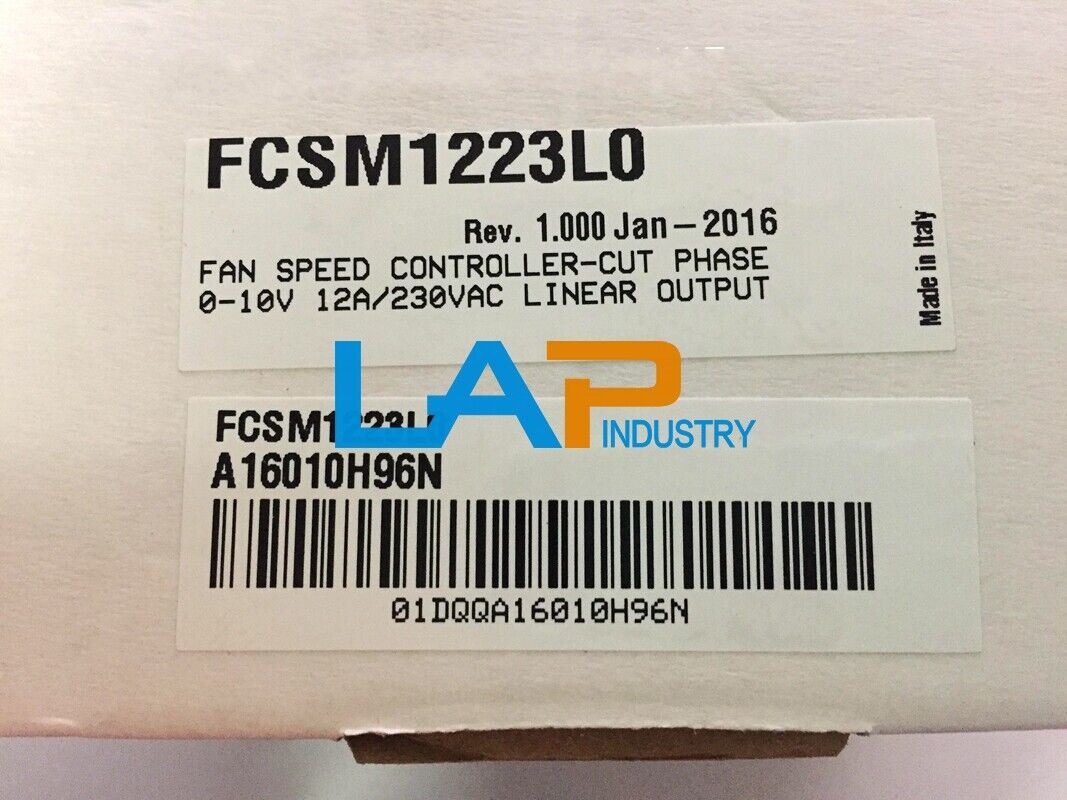 FCSM1223L0
Rev. 1.000 Jan-2016
FAN SPEED CONTROLLER-CUT PHASE
0-10V 12A/230VAC LINEAR OUTPUT
Made in Italy
LAP INDUSTRY
FCSM1223L0
A16010H96N
01DQQA16010H96N